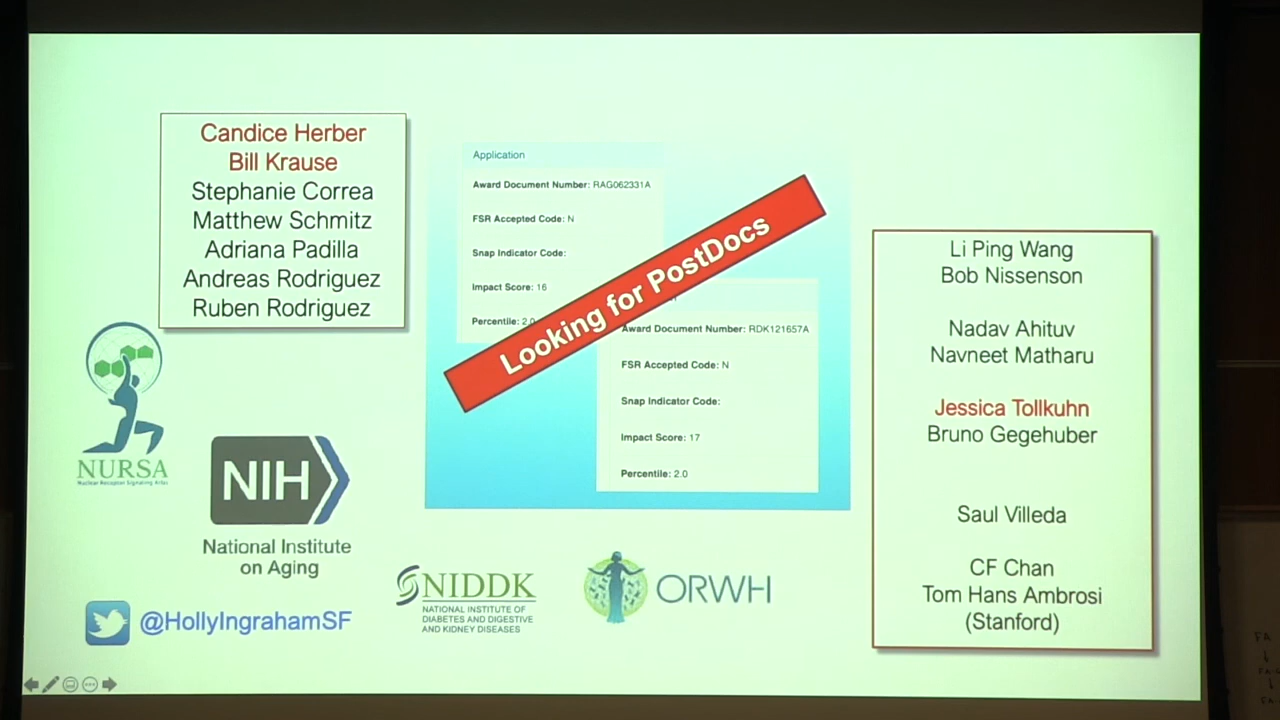 Candice Herber
Bill Krause
Stephanie Correa
Matthew Schmitz
Adriana Padilla
Andreas Rodriguez
Ruben Rodriguez
Application
Award Document Number: RAG062331A
FSR Accepted Code: N
Snap Indicator Code:
Impact Score: 16
Percentile: 2.0
Looking for PostDocs
Award Document Number: RDK121657A
FSR Accepted Code: N
Snap Indicator Code:
Impact Score: 17
Percentile: 2.0
Li Ping Wang
Bob Nissenson
Nadav Ahituv
Navneet Matharu
Jessica Tollkuhn
Bruno Gegehuber
Saul Villeda
CF Chan
Tom Hans Ambrosi
(Stanford)
NURSA
Nuclear Receptor Signaling Atlas
NIH
National Institute
on Aging
NIDDK
NATIONAL INSTITUTE OF
DIABETES AND DIGESTIVE
AND KIDNEY DISEASES
ORWH
@HollyIngrahamSF